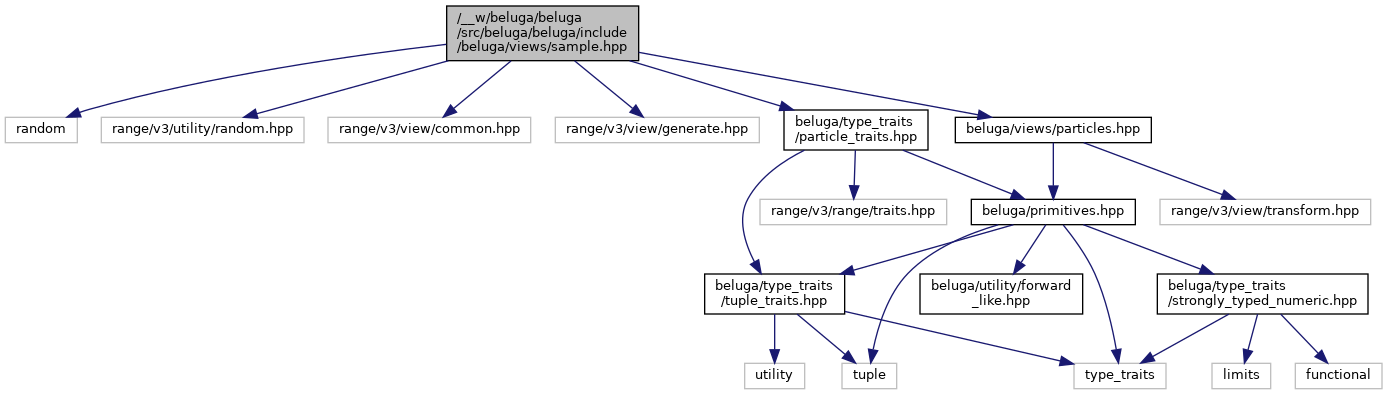 /__w/beluga/beluga
/src/beluga/beluga/include
/beluga/views/sample.hpp
random
range/v3/utility/random.hpp
range/v3/view/common.hpp
range/v3/view/generate.hpp
beluga/type_traits
/particle_traits.hpp
beluga/views/particles.hpp
range/v3/range/traits.hpp
beluga/primitives.hpp
range/v3/view/transform.hpp
beluga/type_traits
/tuple_traits.hpp
beluga/utility/forward
_like.hpp
beluga/type_traits
/strongly_typed_numeric.hpp
utility
tuple
type_traits
limits
functional